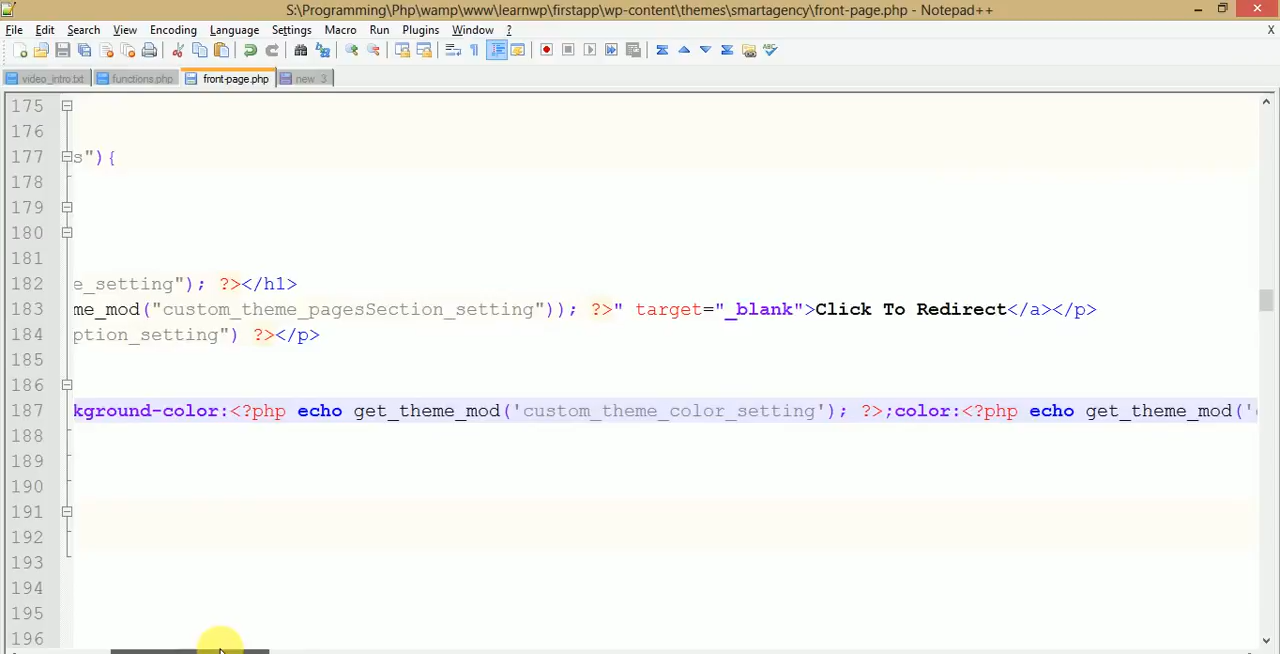 S:\Programming\Php\wamp\www\learnwp\firstapp\wp-content\themes\smartagency\front-page.php - Notepad++
File Edit Search View Encoding Language Settings Macro Run Plugins Window ? X
video_intro.txt functions.php front-page.php new 3
175
176
177 s"){
178
179
180
181
182 e_setting"); ?></h1>
183 me_mod("custom_theme_pagesSection_setting")); ?>" target="_blank">Click To Redirect</a></p>
184 ption_setting") ?></p>
185
186
187 kground-color:<?php echo get_theme_mod('custom_theme_color_setting'); ?>;color:<?php echo get_theme_mod('
188
189
190
191
192
193
194
195
196